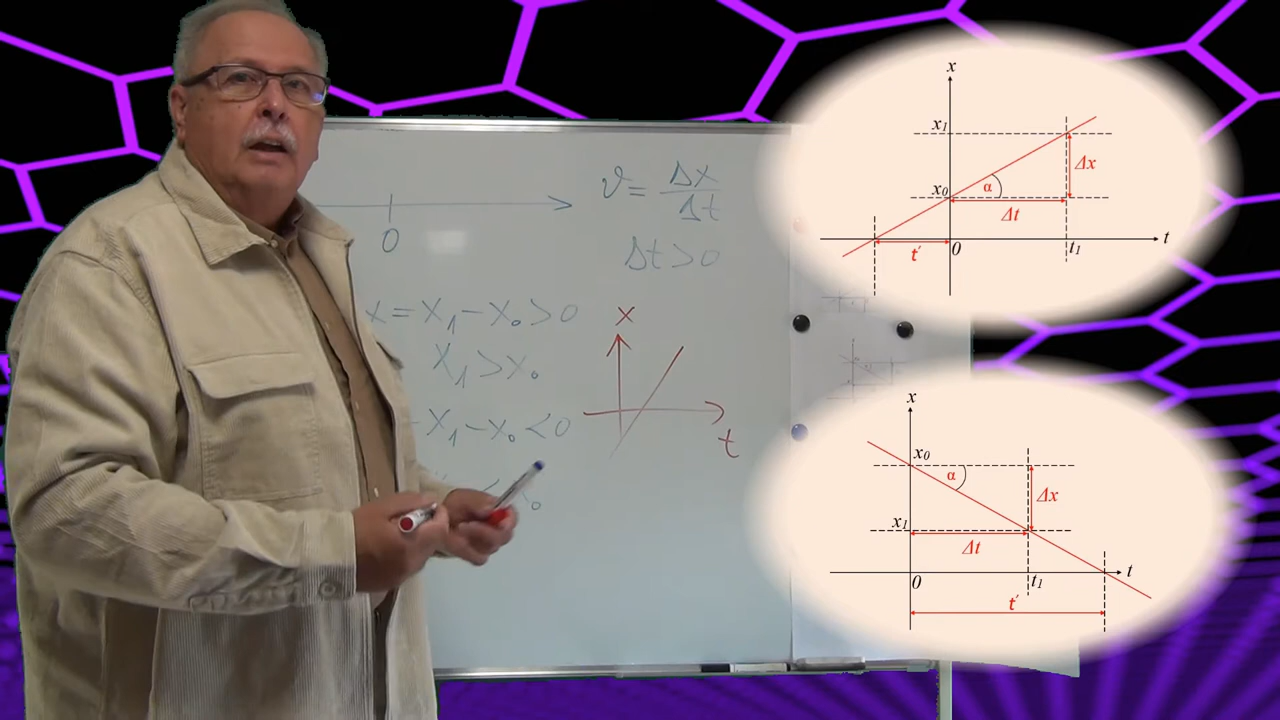 0
ϑ = Δx/Δt
Δt > 0
x = x₁ − x₀ > 0
x₁ > x₀
− x₁ − x₀ < 0
< x₀
x
t
x
x₁
x₀
α
Δx
Δt
t′
0
t₁
t
x
x₀
α
Δx
x₁
Δt
0
t₁
t
t′